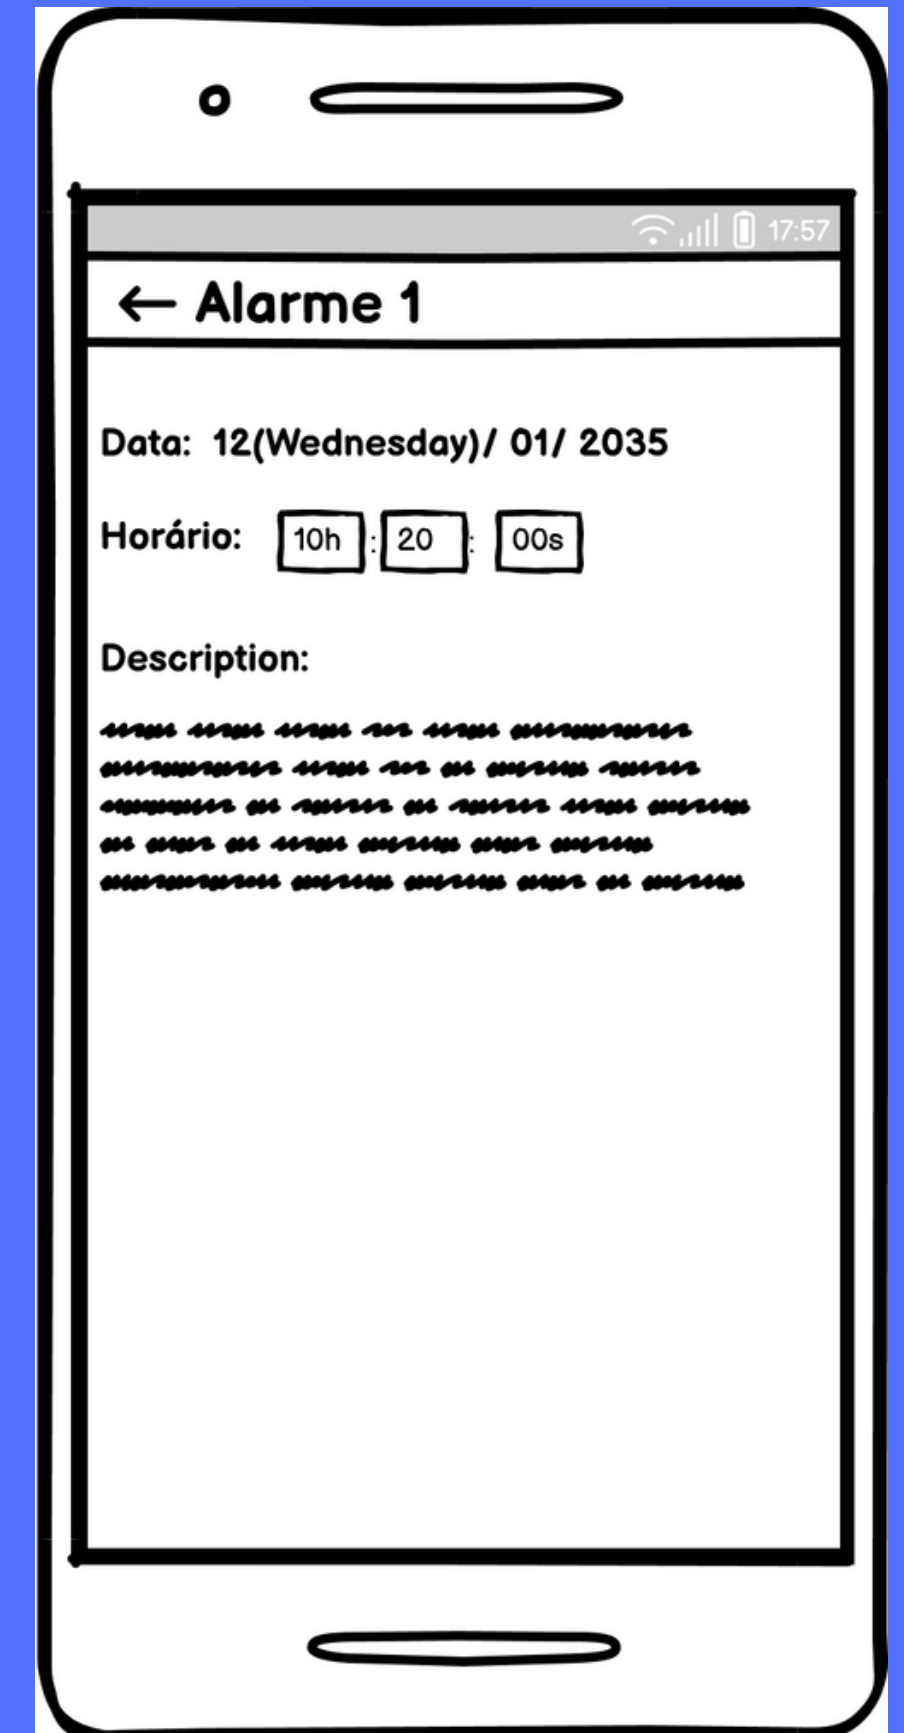 17:57
← Alarme 1
Data: 12(Wednesday)/ 01/ 2035
Horário: 10h : 20 : 00s
Description: